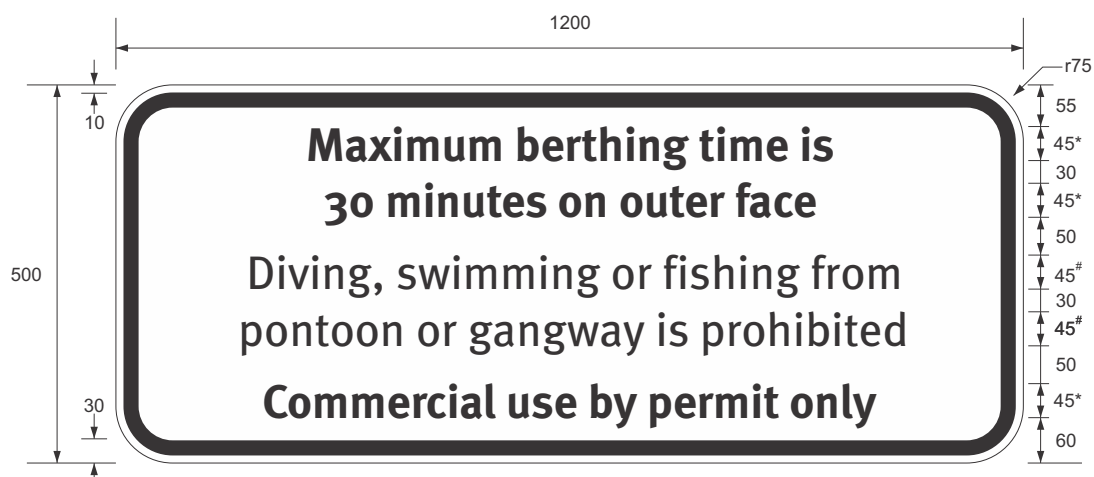 1200
r75
10
55
45*
30
45*
50
45#
30
45#
50
45*
60
500
30
Maximum berthing time is
30 minutes on outer face
Diving, swimming or fishing from
pontoon or gangway is prohibited
Commercial use by permit only